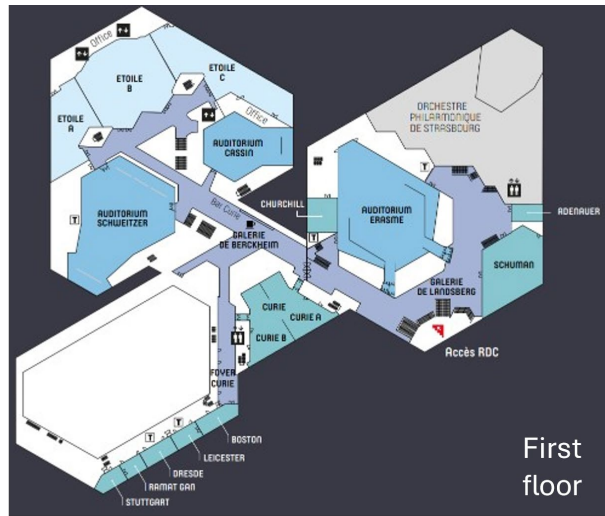 Office
ETOILE
C
ETOILE
B
ETOILE
A
Office
AUDITORIUM
CASSIN
ORCHESTRE
PHILARMONIQUE
DE STRASBOURG
AUDITORIUM
SCHWEITZER
Bar Curie
CHURCHILL
AUDITORIUM
ERASME
ADENAUER
GALERIE
DE BERCKHEIM
SCHUMAN
GALERIE
DE LANDSBERG
CURIE
CURIE A
CURIE B
Accès RDC
FOYER
CURIE
BOSTON
LEICESTER
DRESDE
RAMAT GAN
STUTTGART
First
floor